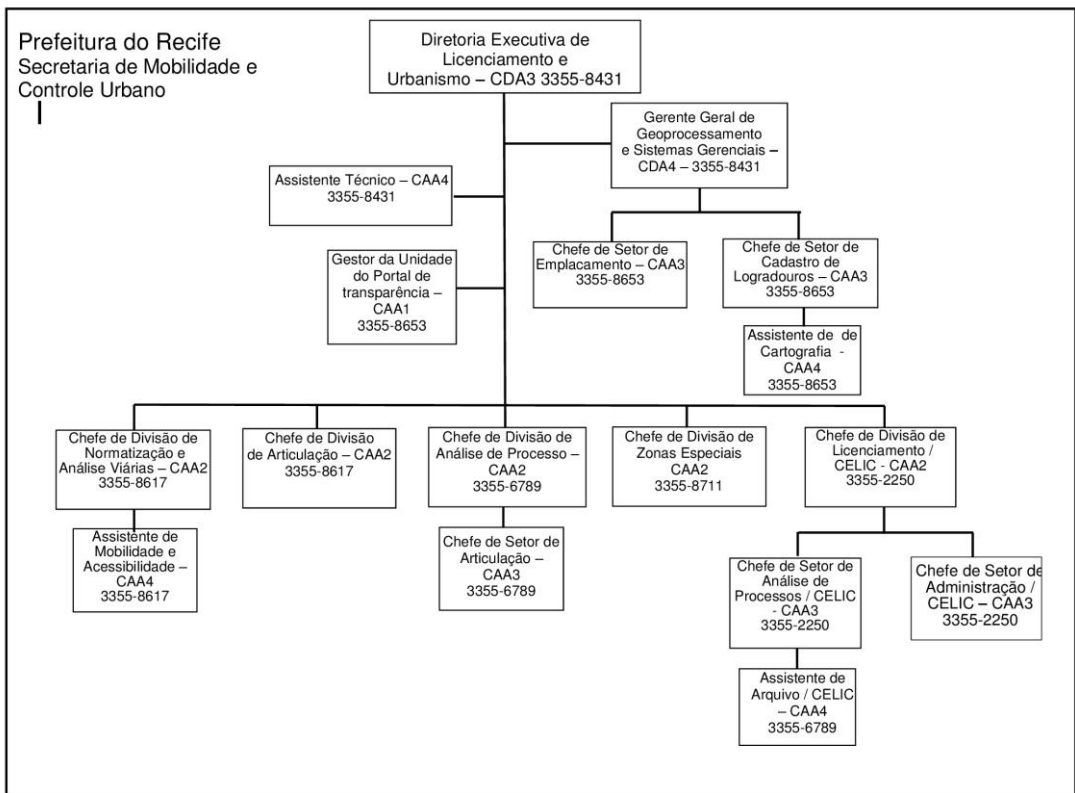 Prefeitura do Recife
Secretaria de Mobilidade e
Controle Urbano
Diretoria Executiva de
Licenciamento e
Urbanismo – CDA3 3355-8431
Gerente Geral de
Geoprocessamento
e Sistemas Gerenciais –
CDA4 – 3355-8431
Assistente Técnico – CAA4
3355-8431
Gestor da Unidade
do Portal de
transparência –
CAA1
3355-8653
Chefe de Setor de
Emplacamento – CAA3
3355-8653
Chefe de Setor de
Cadastro de
Logradouros – CAA3
3355-8653
Assistente de de
Cartografia -
CAA4
3355-8653
Chefe de Divisão de
Normatização e
Análise Viárias – CAA2
3355-8617
Chefe de Divisão
de Articulação – CAA2
3355-8617
Chefe de Divisão de
Análise de Processo –
CAA2
3355-6789
Chefe de Divisão de
Zonas Especiais
CAA2
3355-8711
Chefe de Divisão de
Licenciamento /
CELIC - CAA2
3355-2250
Assistente de
Mobilidade e
Acessibilidade –
CAA4
3355-8617
Chefe de Setor de
Articulação –
CAA3
3355-6789
Chefe de Setor de
Análise de
Processos / CELIC
- CAA3
3355-2250
Chefe de Setor de
Administração /
CELIC – CAA3
3355-2250
Assistente de
Arquivo / CELIC
– CAA4
3355-6789